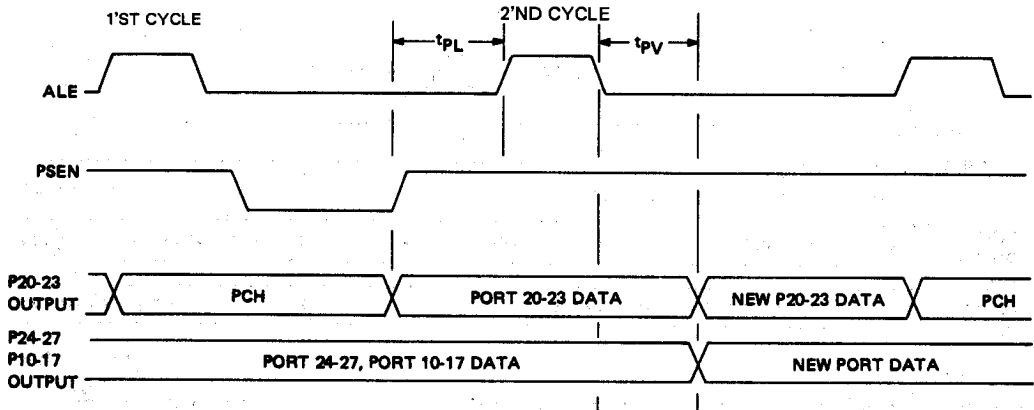 1'ST CYCLE
2'ND CYCLE
tPL
tPV
ALE
PSEN
P20-23
OUTPUT
PCH
PORT 20-23 DATA
NEW P20-23 DATA
PCH
P24-27
P10-17
OUTPUT
PORT 24-27, PORT 10-17 DATA
NEW PORT DATA